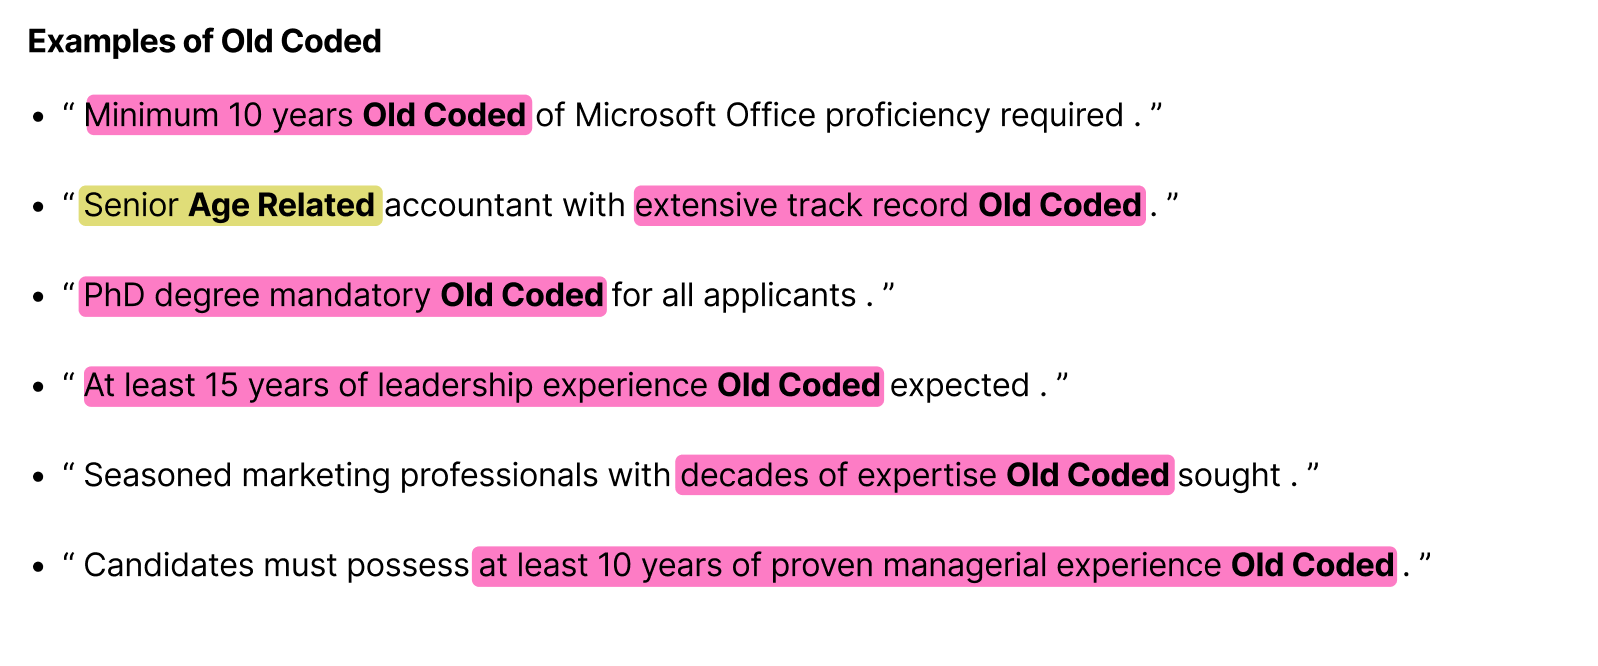 Examples of Old Coded
• “ Minimum 10 years Old Coded of Microsoft Office proficiency required . ”
• “ Senior Age Related accountant with extensive track record Old Coded . ”
• “ PhD degree mandatory Old Coded for all applicants . ”
• “ At least 15 years of leadership experience Old Coded expected . ”
• “ Seasoned marketing professionals with decades of expertise Old Coded sought . ”
• “ Candidates must possess at least 10 years of proven managerial experience Old Coded . ”